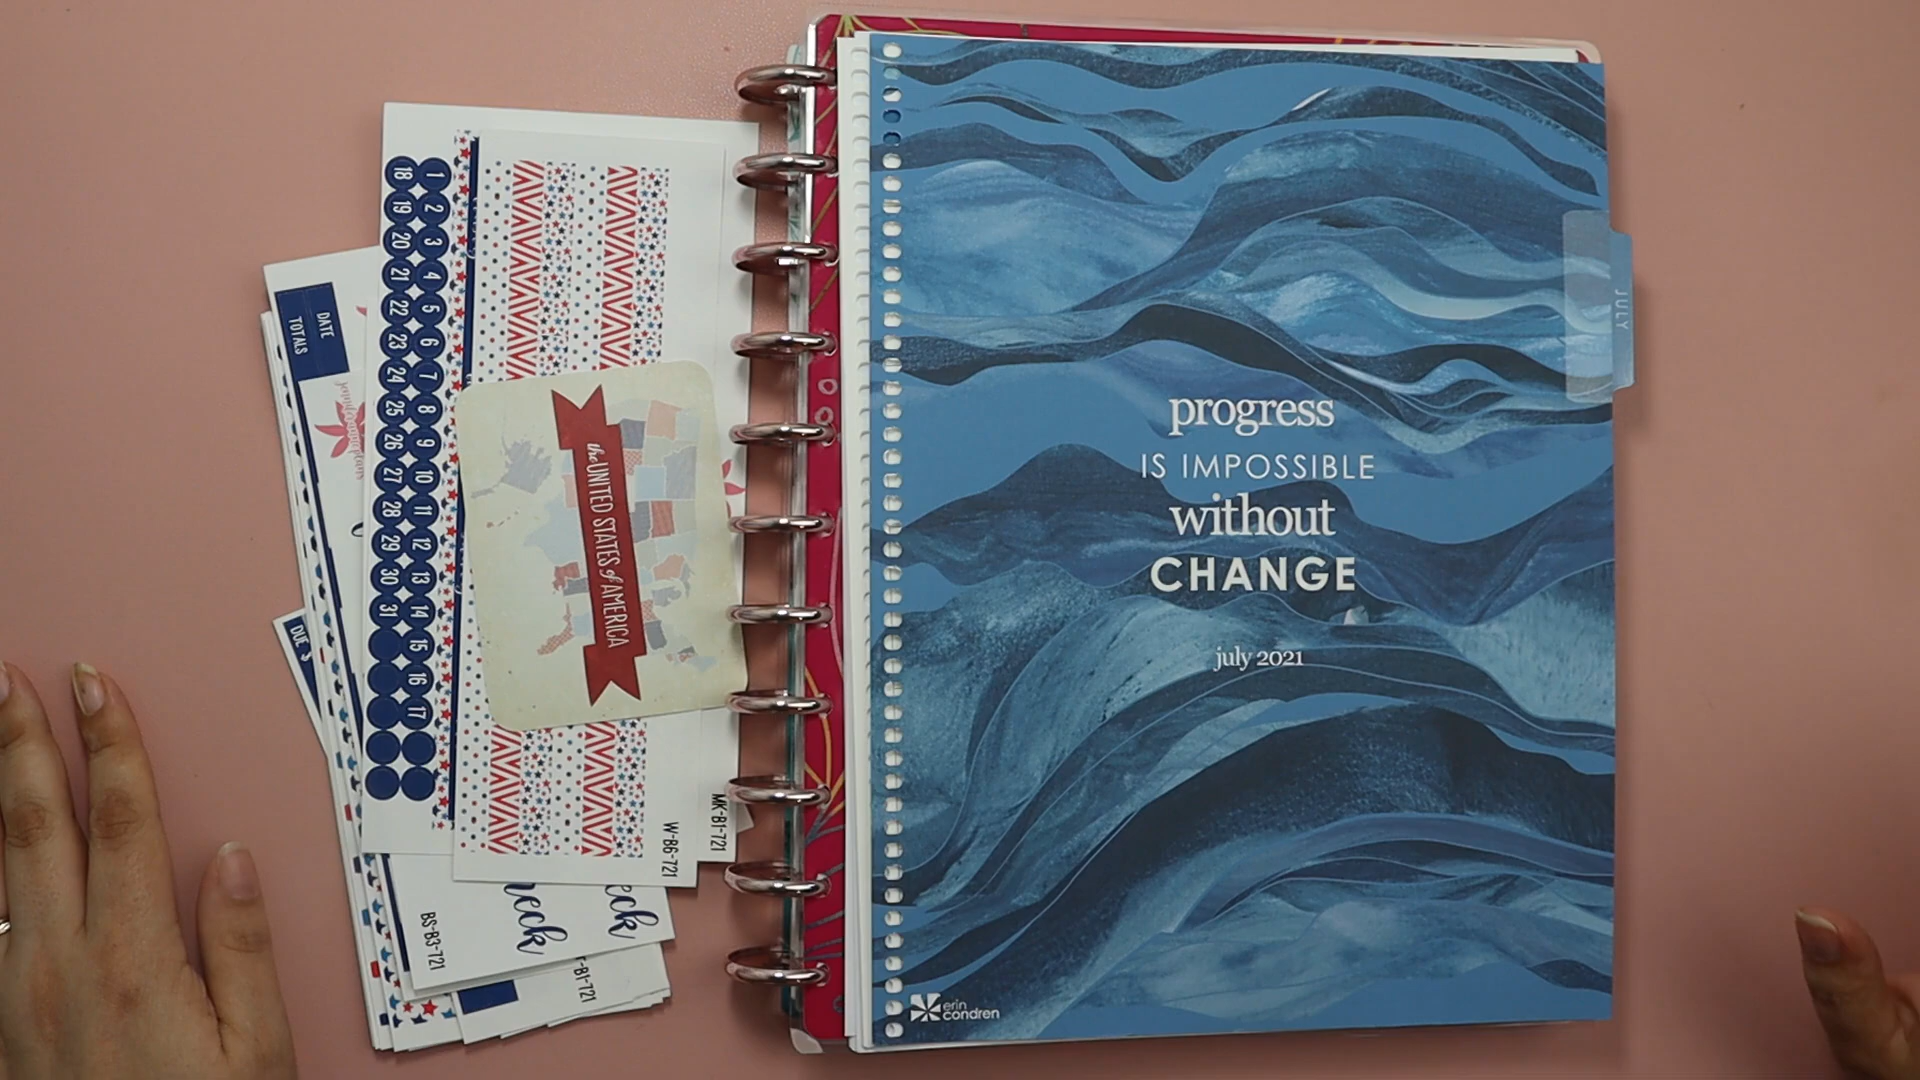 DATE
TOTALS
DUE $
18
19
20
21
22
23
24
25
26
27
28
29
30
31
1
2
3
4
5
6
7
8
9
10
11
12
13
14
15
16
17
the UNITED STATES of AMERICA
MK-B1-721
W-B6-721
BS-B3-721
-B1-721
progress
IS IMPOSSIBLE
without
CHANGE
july 2021
JULY
erin
condren